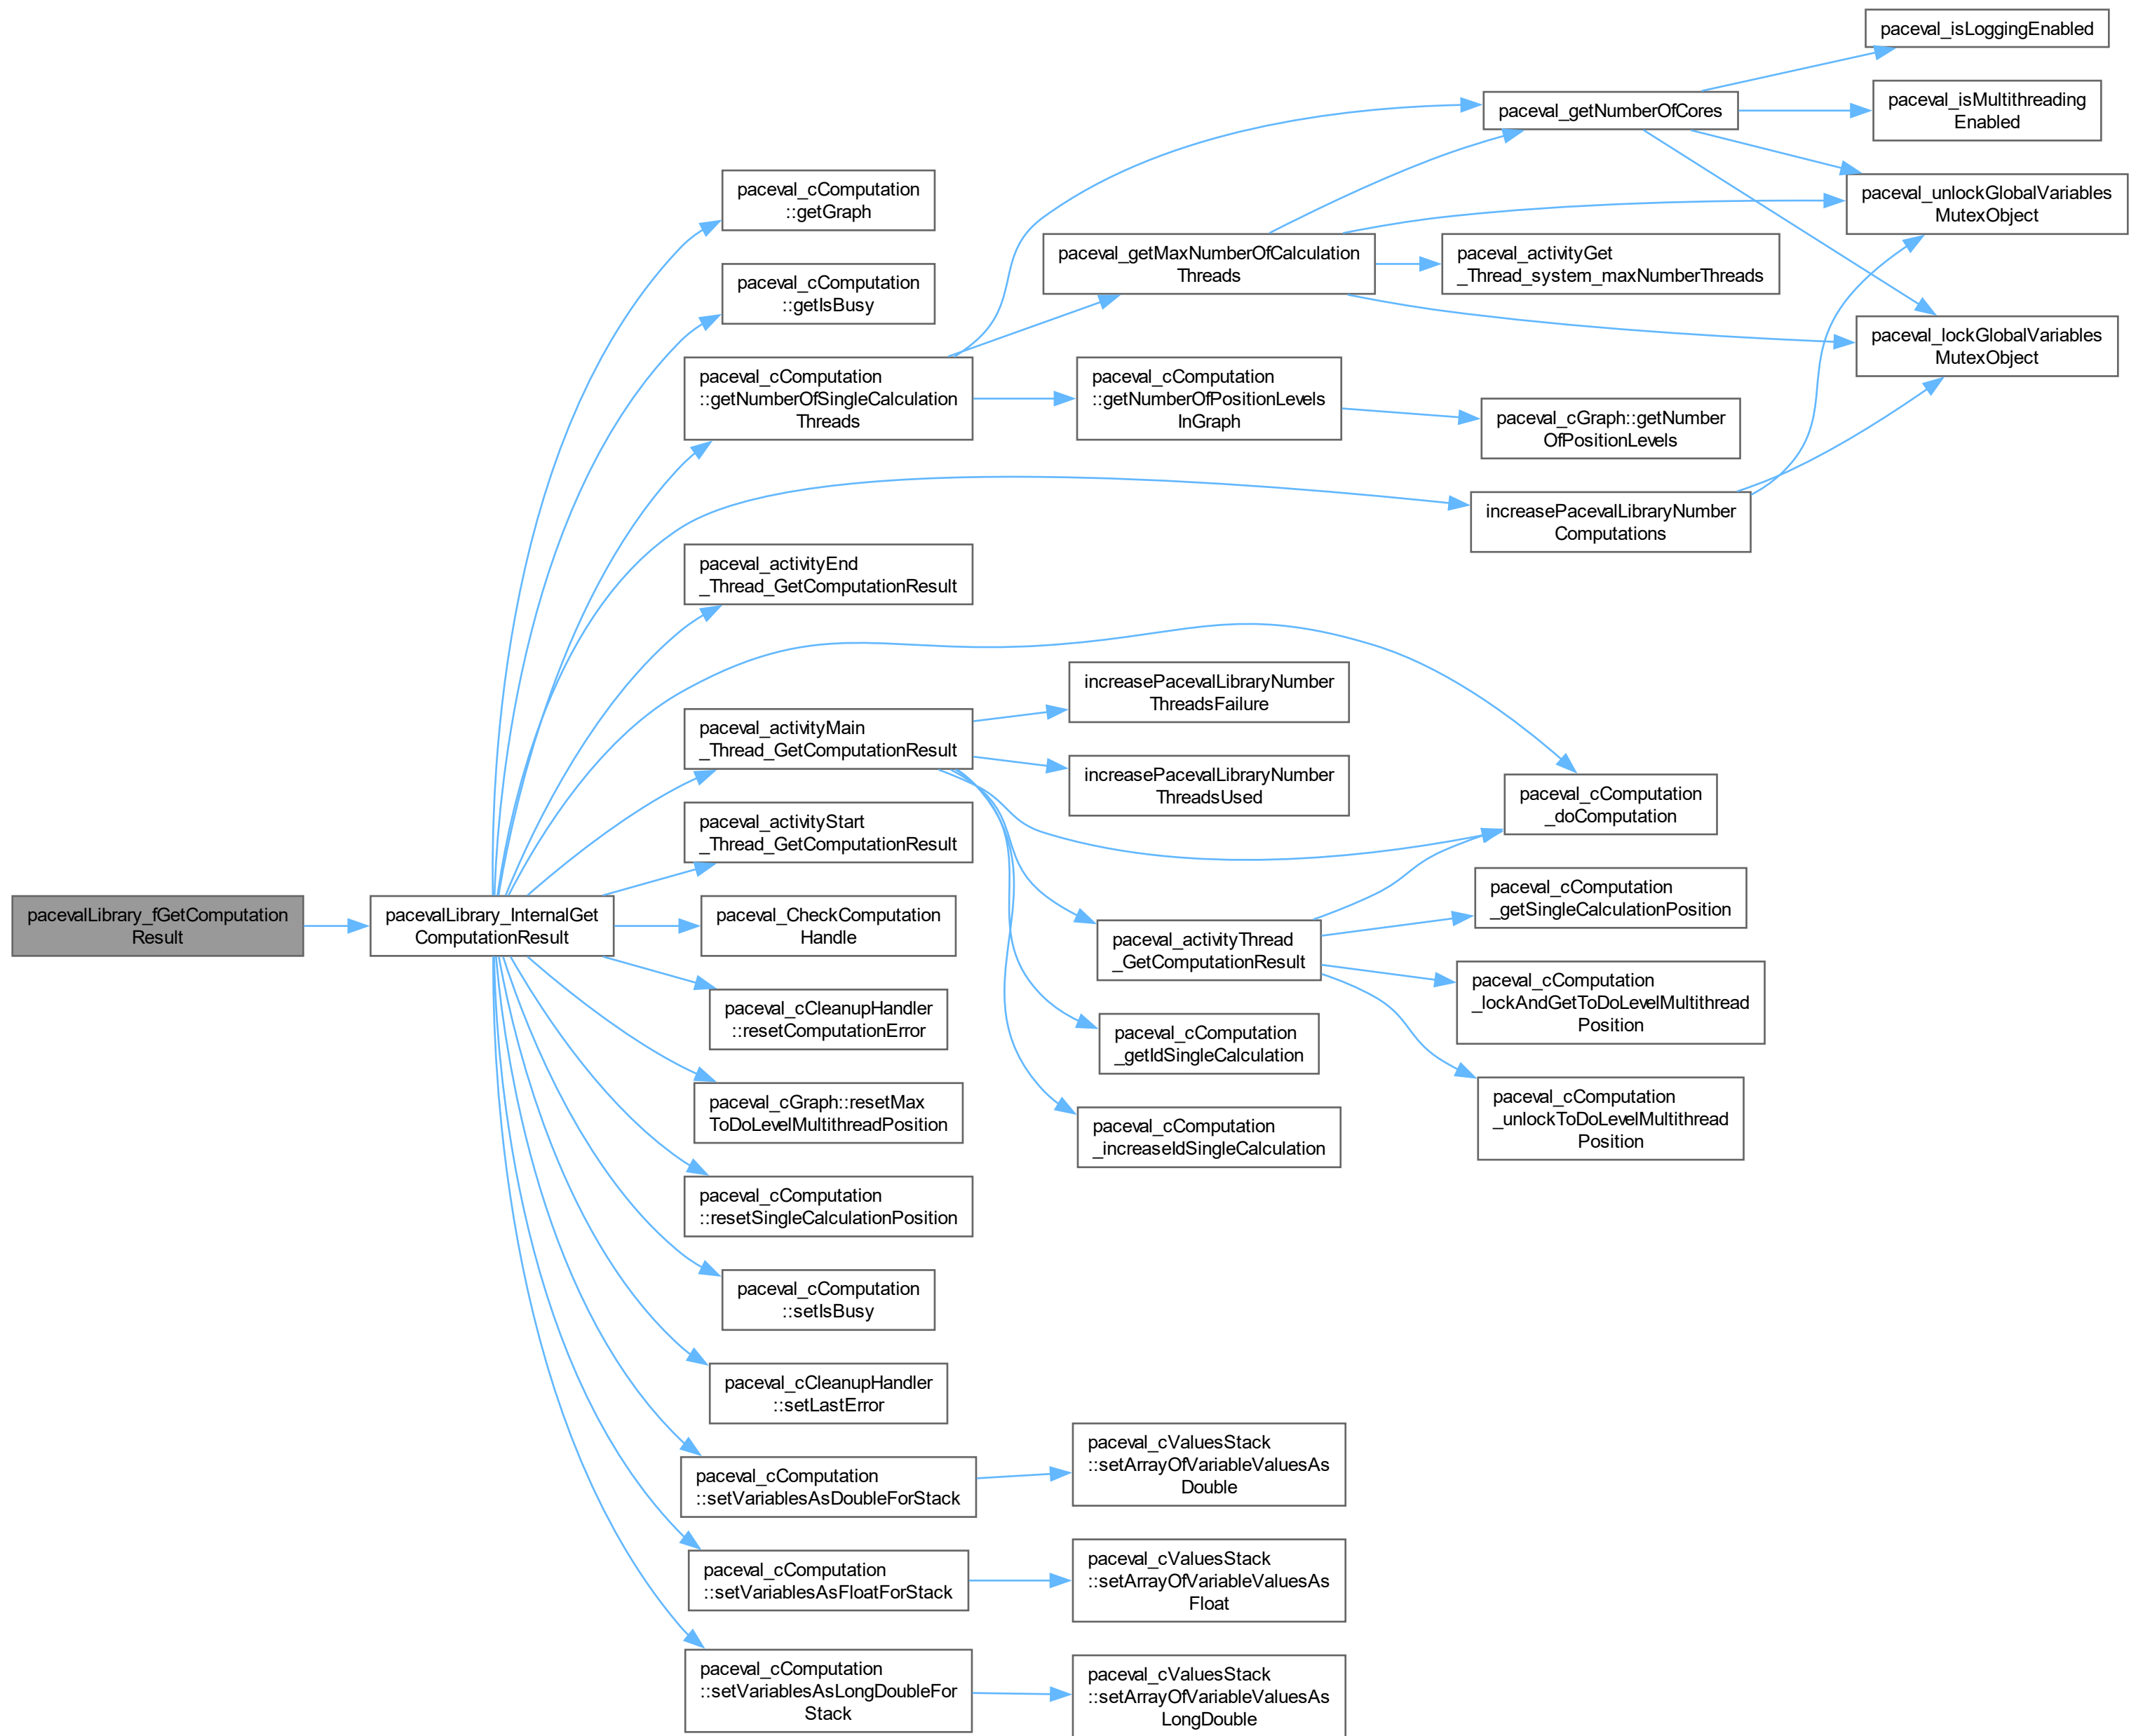 paceval_isLoggingEnabled
paceval_isMultithreading
Enabled
paceval_getNumberOfCores
paceval_unlockGlobalVariables
MutexObject
paceval_cComputation
::getGraph
paceval_getMaxNumberOfCalculation
Threads
paceval_activityGet
_Thread_system_maxNumberThreads
paceval_cComputation
::getIsBusy
paceval_lockGlobalVariables
MutexObject
paceval_cComputation
::getNumberOfSingleCalculation
Threads
paceval_cComputation
::getNumberOfPositionLevels
InGraph
paceval_cGraph::getNumber
OfPositionLevels
increasePacevalLibraryNumber
Computations
paceval_activityEnd
_Thread_GetComputationResult
increasePacevalLibraryNumber
ThreadsFailure
paceval_activityMain
_Thread_GetComputationResult
increasePacevalLibraryNumber
ThreadsUsed
paceval_cComputation
_doComputation
paceval_activityStart
_Thread_GetComputationResult
pacevalLibrary_fGetComputation
Result
pacevalLibrary_InternalGet
ComputationResult
paceval_CheckComputation
Handle
paceval_cComputation
_getSingleCalculationPosition
paceval_activityThread
_GetComputationResult
paceval_cComputation
_lockAndGetToDoLevelMultithread
Position
paceval_cCleanupHandler
::resetComputationError
paceval_cComputation
_getIdSingleCalculation
paceval_cGraph::resetMax
ToDoLevelMultithreadPosition
paceval_cComputation
_increaseIdSingleCalculation
paceval_cComputation
_unlockToDoLevelMultithread
Position
paceval_cComputation
::resetSingleCalculationPosition
paceval_cComputation
::setIsBusy
paceval_cCleanupHandler
::setLastError
paceval_cComputation
::setVariablesAsDoubleForStack
paceval_cValuesStack
::setArrayOfVariableValuesAs
Double
paceval_cComputation
::setVariablesAsFloatForStack
paceval_cValuesStack
::setArrayOfVariableValuesAs
Float
paceval_cComputation
::setVariablesAsLongDoubleFor
Stack
paceval_cValuesStack
::setArrayOfVariableValuesAs
LongDouble